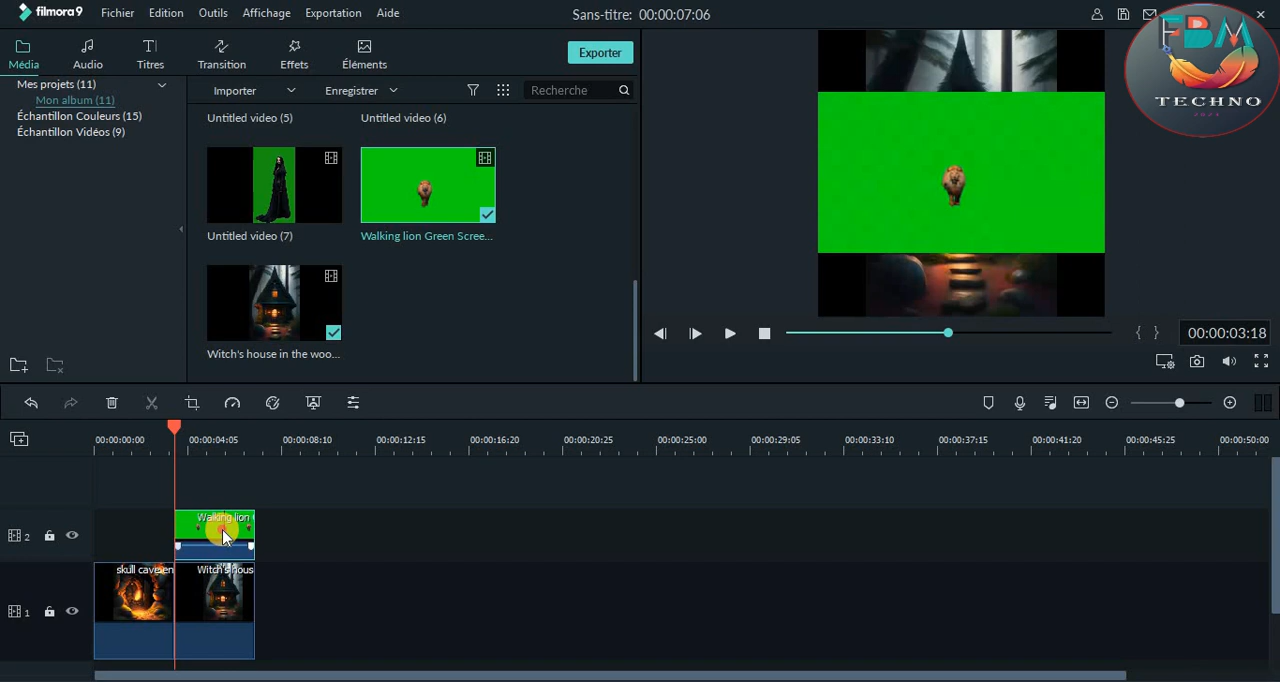 filmora9
Fichier
Edition
Outils
Affichage
Exportation
Aide
Sans-titre: 00:00:07:06
FBM
TECHNO
Média
Audio
Titres
Transition
Effets
Éléments
Exporter
Mes projets (11)
Mon album (11)
Échantillon Couleurs (15)
Échantillon Vidéos (9)
Importer
Enregistrer
Recherche
Untitled video (5)
Untitled video (6)
Untitled video (7)
Walking lion Green Scree...
Witch's house in the woo...
{ }
00:00:03:18
00:00:00:00
00:00:04:05
00:00:08:10
00:00:12:15
00:00:16:20
00:00:20:25
00:00:25:00
00:00:29:05
00:00:33:10
00:00:37:15
00:00:41:20
00:00:45:25
00:00:50:00
2
Walking lion
1
skull cave en
Witch's hous